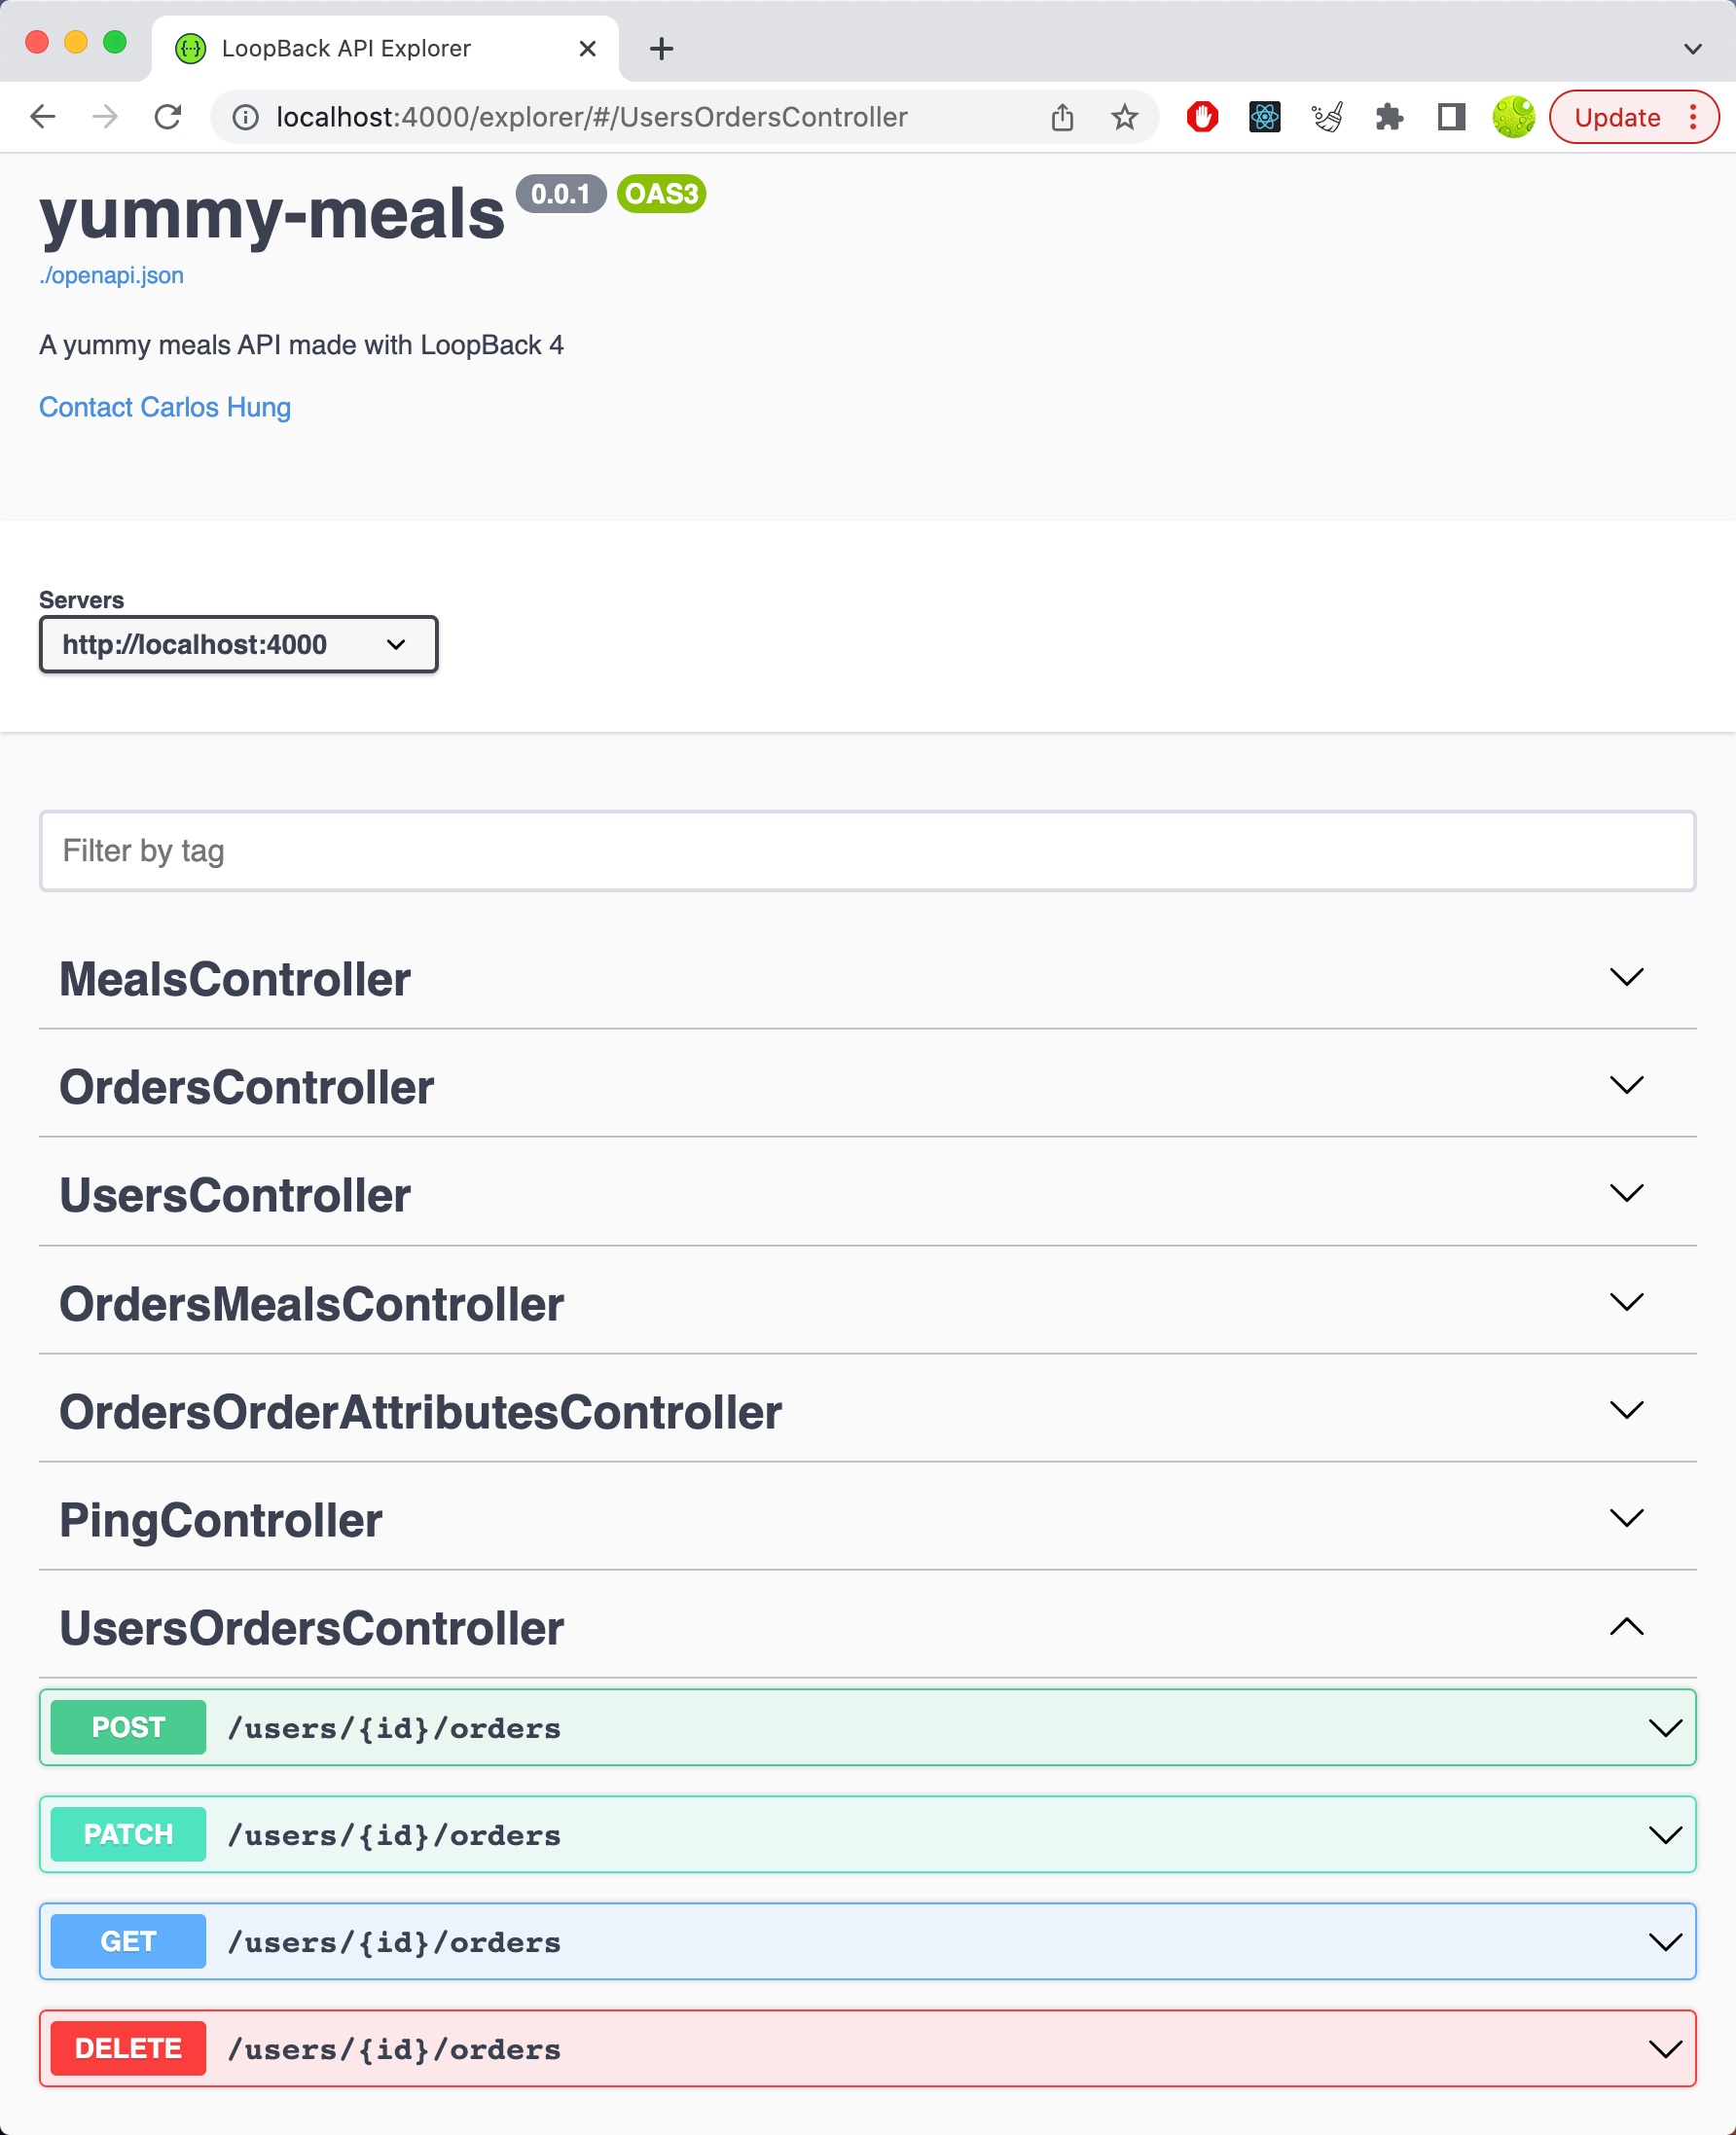 LoopBack API Explorer
localhost:4000/explorer/#/UsersOrdersController
Update
yummy-meals 0.0.1 OAS3
./openapi.json
A yummy meals API made with LoopBack 4
Contact Carlos Hung
Servers
http://localhost:4000
Filter by tag
MealsController
OrdersController
UsersController
OrdersMealsController
OrdersOrderAttributesController
PingController
UsersOrdersController
POST /users/{id}/orders
PATCH /users/{id}/orders
GET /users/{id}/orders
DELETE /users/{id}/orders